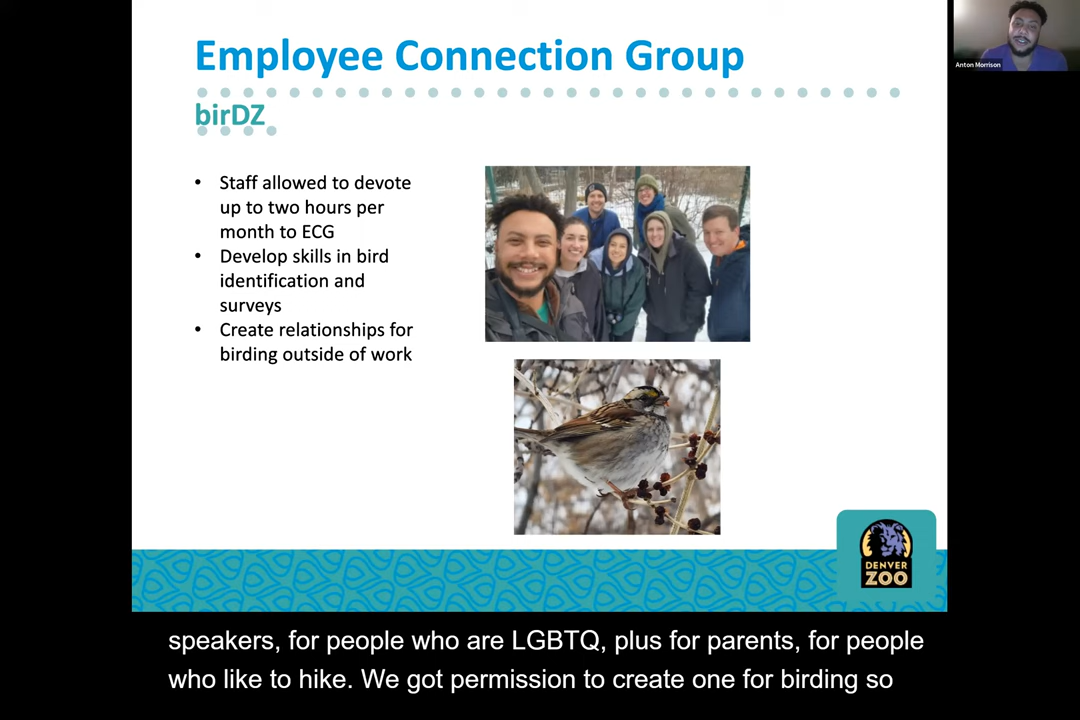 Employee Connection Group
birDZ
• Staff allowed to devote
up to two hours per
month to ECG
• Develop skills in bird
identification and
surveys
• Create relationships for
birding outside of work
Anton Morrison
DENVER
ZOO
speakers, for people who are LGBTQ, plus for parents, for people
who like to hike. We got permission to create one for birding so